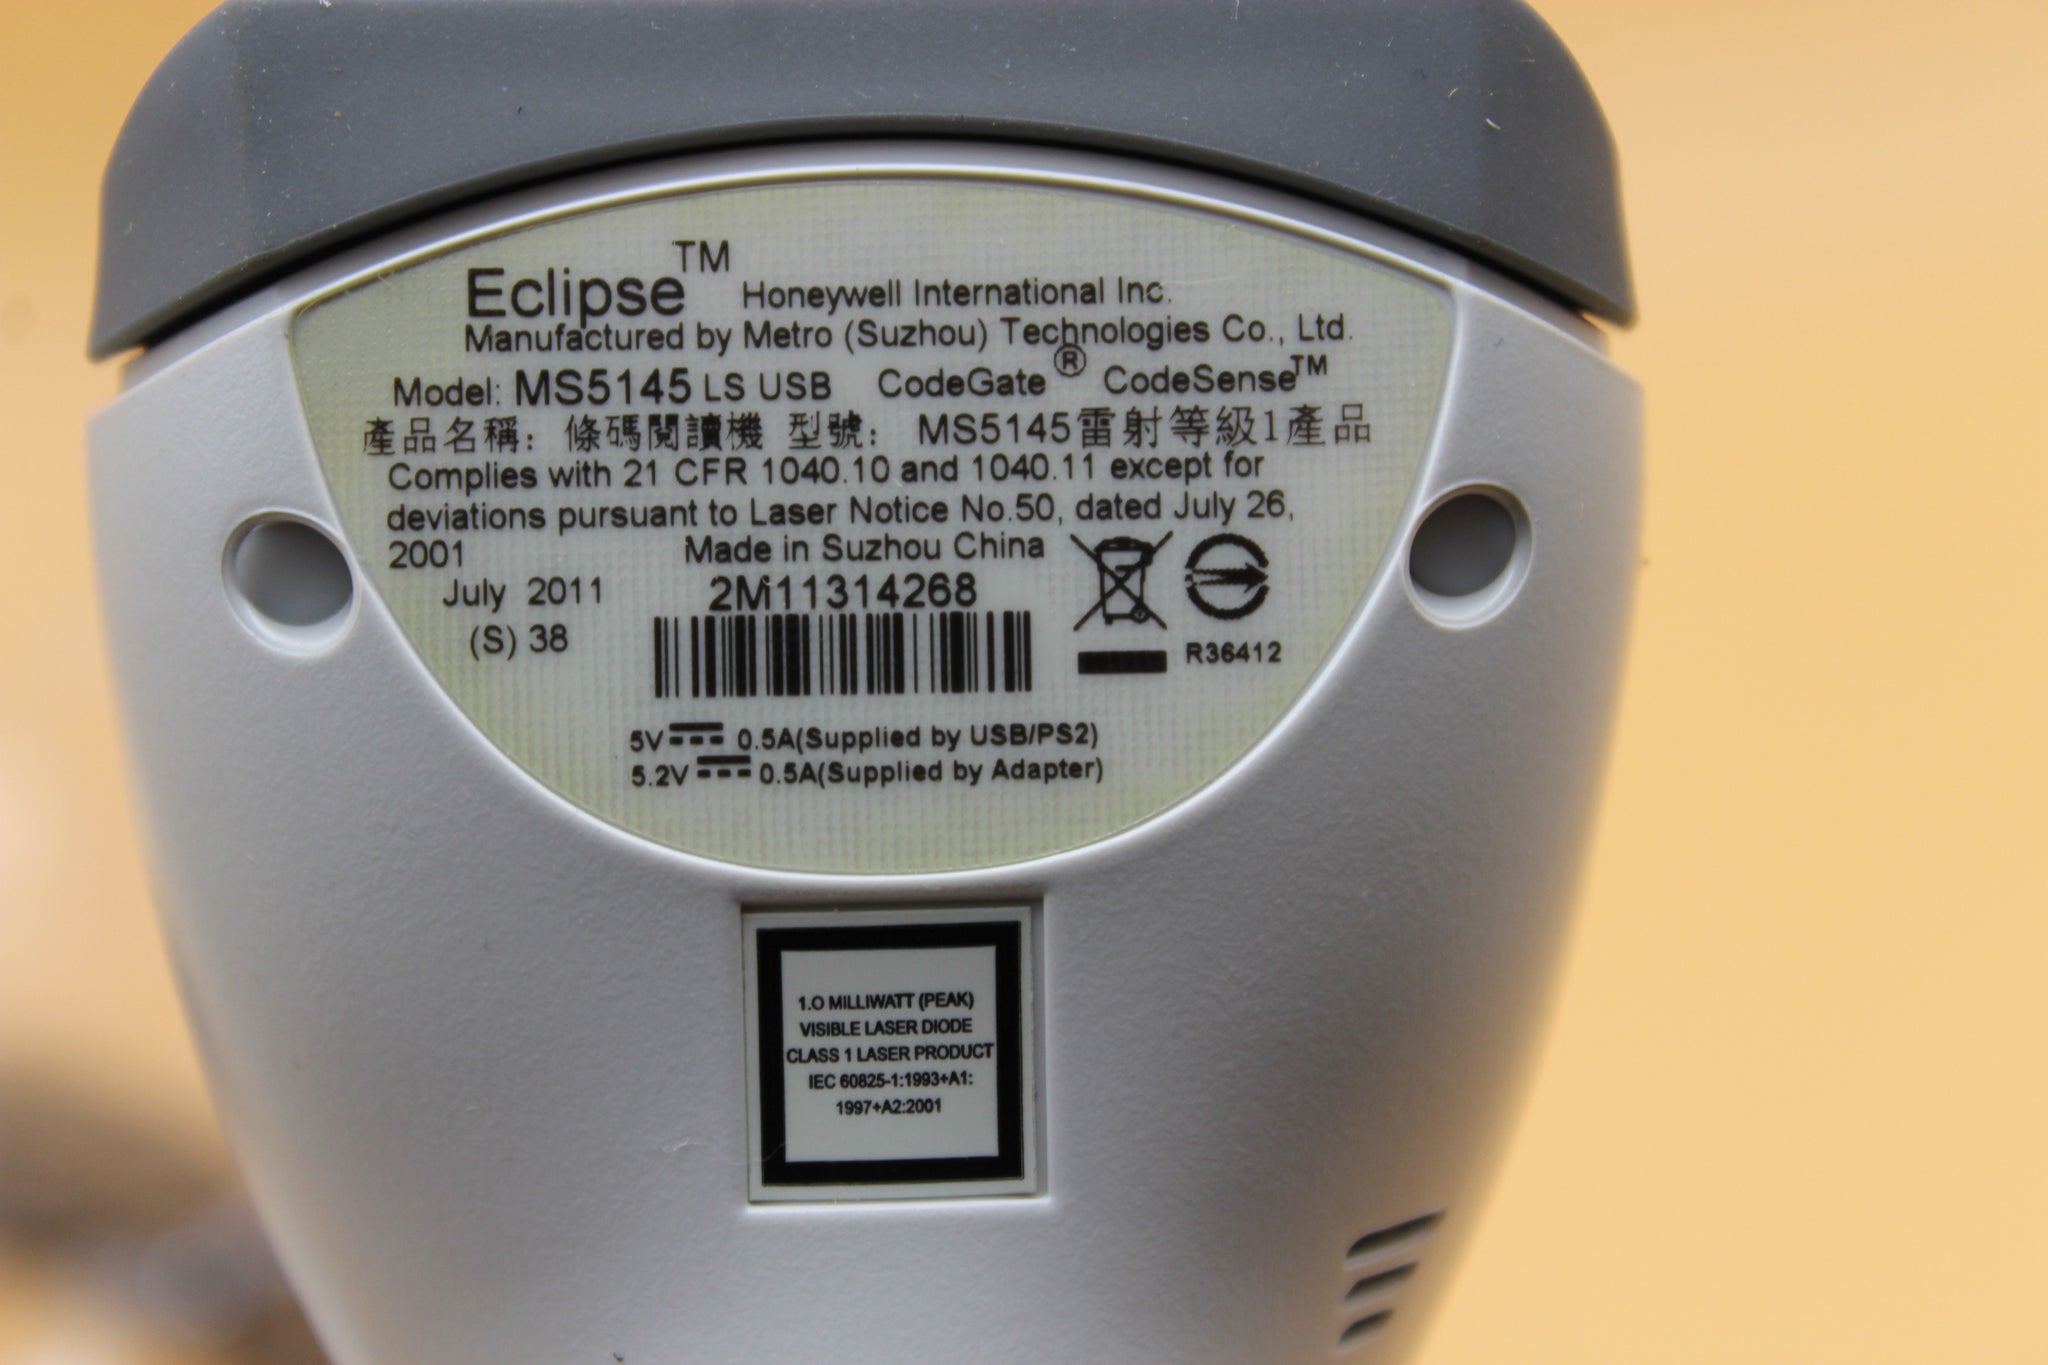 Eclipse™ Honeywell International Inc.
Manufactured by Metro (Suzhou) Technologies Co., Ltd.
Model: MS5145 LS USB CodeGate® CodeSense™
產品名稱：條碼閱讀機 型號： MS5145雷射等級1產品
Complies with 21 CFR 1040.10 and 1040.11 except for
deviations pursuant to Laser Notice No.50, dated July 26,
2001 Made in Suzhou China
July 2011 2M11314268
(S) 38
R36412
5V 0.5A(Supplied by USB/PS2)
5.2V 0.5A(Supplied by Adapter)
1.O MILLIWATT (PEAK)
VISIBLE LASER DIODE
CLASS 1 LASER PRODUCT
IEC 60825-1:1993+A1:
1997+A2:2001